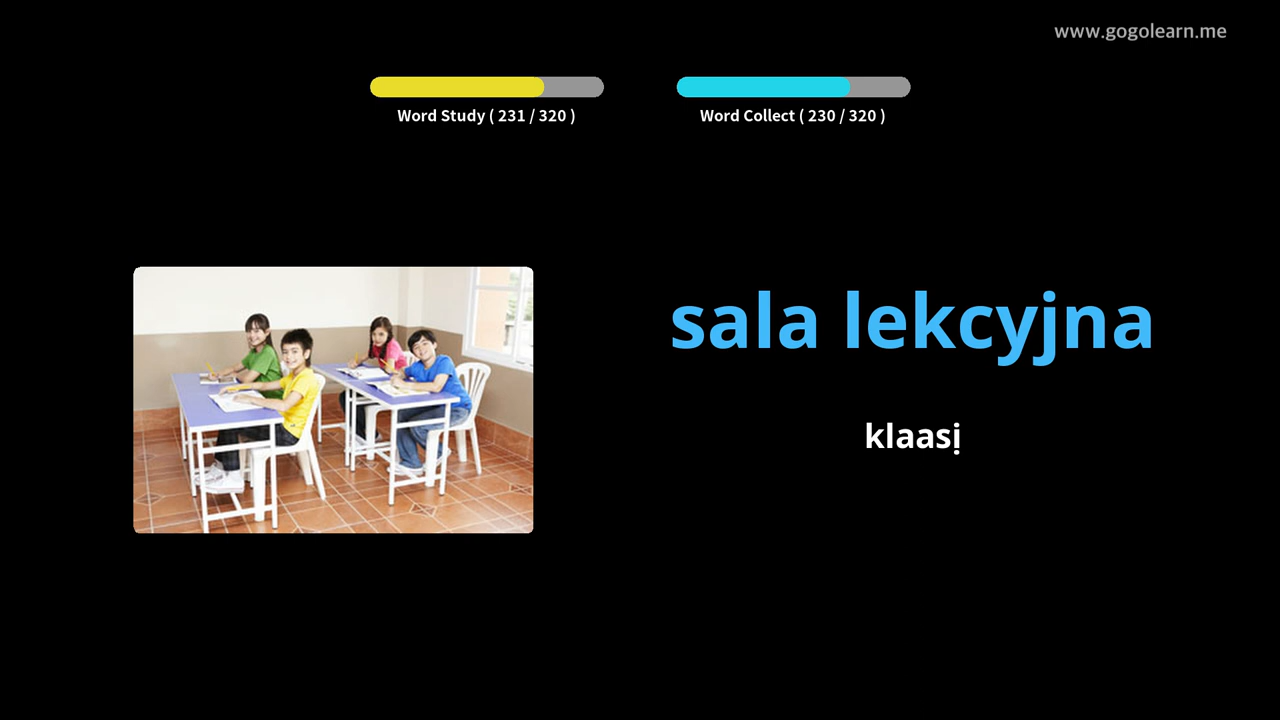 www.gogolearn.me
Word Study ( 231 / 320 )
Word Collect ( 230 / 320 )
sala lekcyjna
klaasị